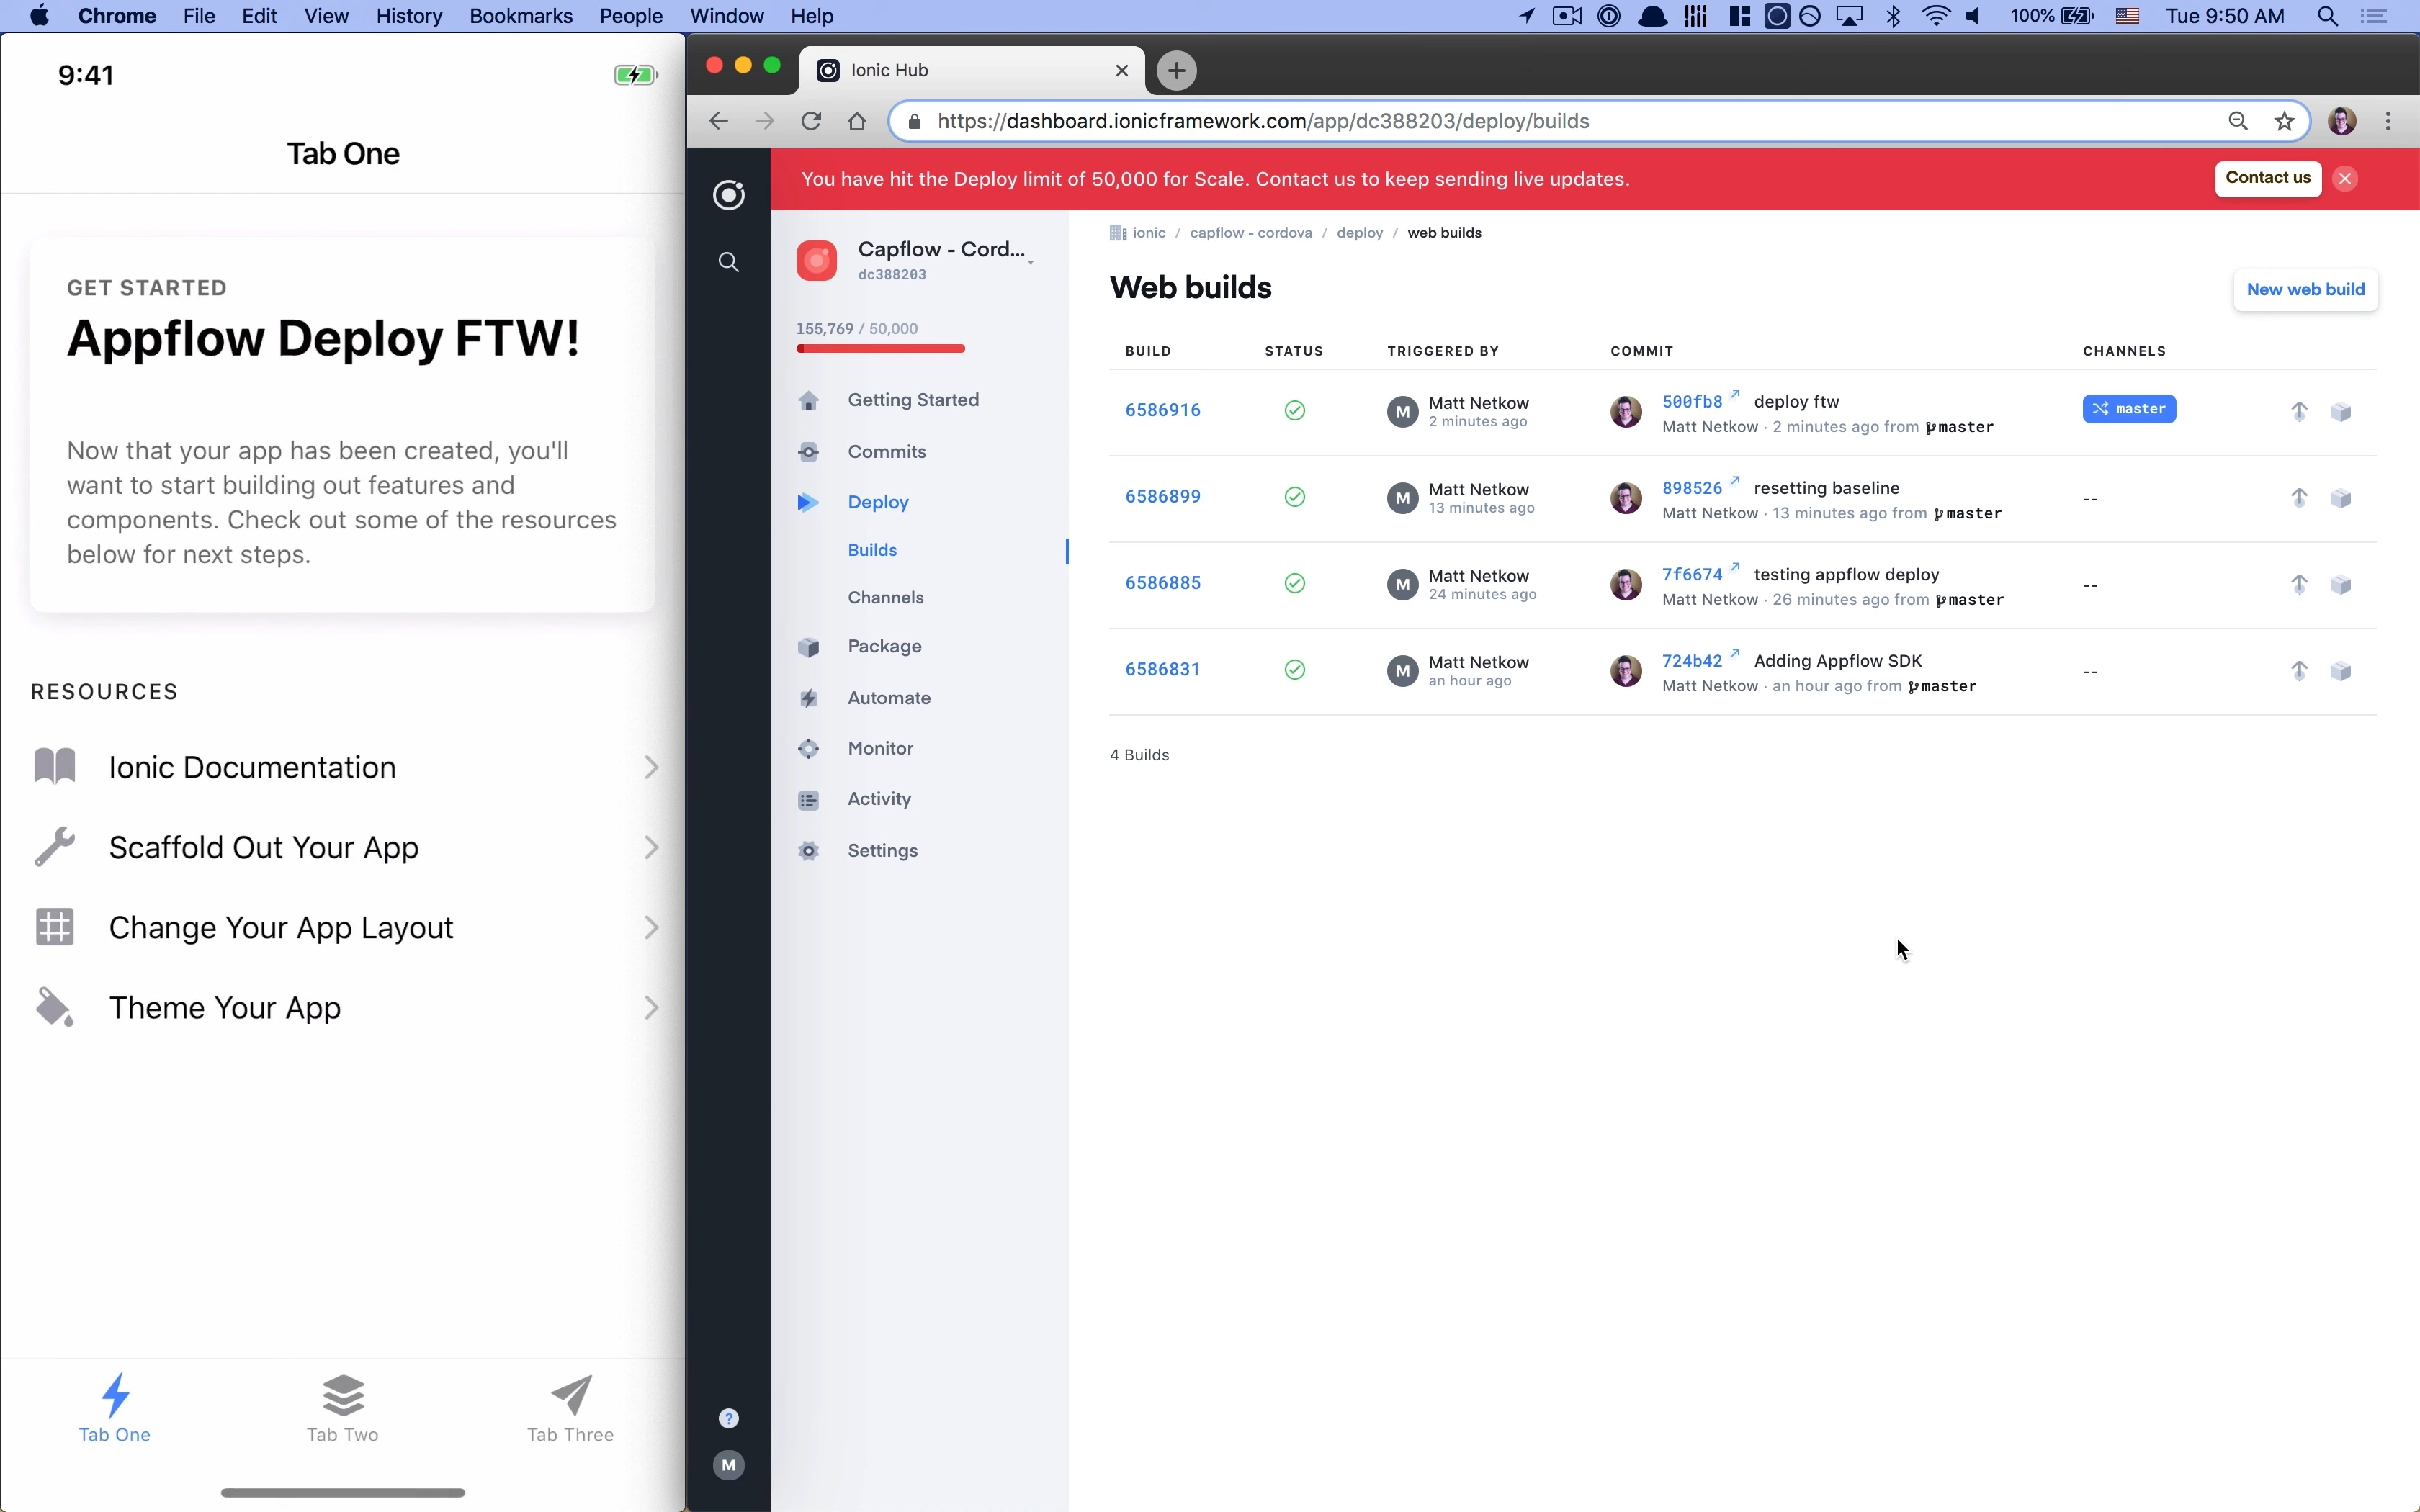 Chrome File Edit View History Bookmarks People Window Help
100% Tue 9:50 AM
9:41
Tab One
GET STARTED
Appflow Deploy FTW!
Now that your app has been created, you'll
want to start building out features and
components. Check out some of the resources
below for next steps.
RESOURCES
Ionic Documentation
Scaffold Out Your App
Change Your App Layout
Theme Your App
Tab One Tab Two Tab Three
Ionic Hub
https://dashboard.ionicframework.com/app/dc388203/deploy/builds
You have hit the Deploy limit of 50,000 for Scale. Contact us to keep sending live updates.
Contact us
Capflow - Cord...
dc388203
155,769 / 50,000
Getting Started
Commits
Deploy
Builds
Channels
Package
Automate
Monitor
Activity
Settings
?
M
ionic / capflow - cordova / deploy / web builds
Web builds
New web build
BUILD STATUS TRIGGERED BY COMMIT CHANNELS
6586916 M Matt Netkow 500fb8 deploy ftw master
2 minutes ago Matt Netkow · 2 minutes ago from master
6586899 M Matt Netkow 898526 resetting baseline --
13 minutes ago Matt Netkow · 13 minutes ago from master
6586885 M Matt Netkow 7f6674 testing appflow deploy --
24 minutes ago Matt Netkow · 26 minutes ago from master
6586831 M Matt Netkow 724b42 Adding Appflow SDK --
an hour ago Matt Netkow · an hour ago from master
4 Builds